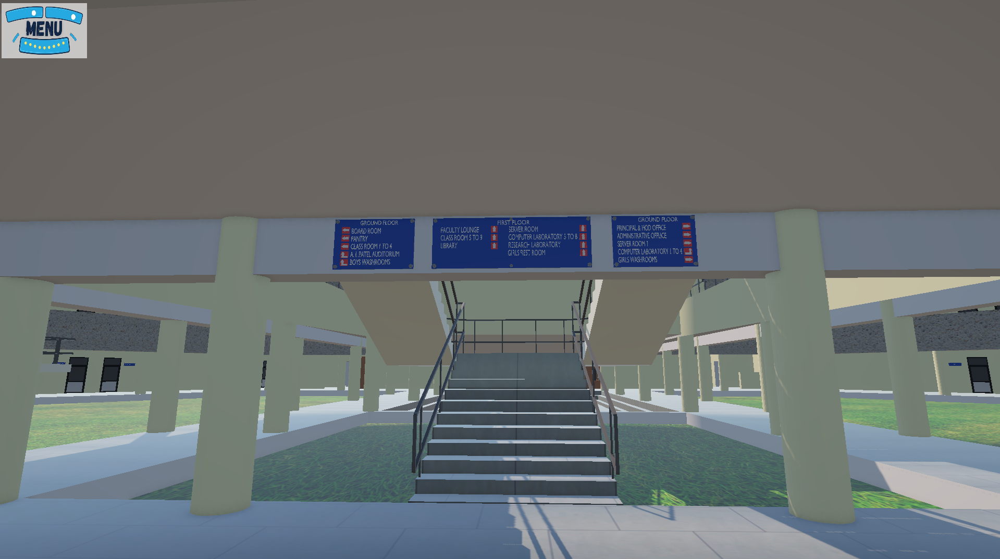 MENU
GROUND FLOOR
BOARD ROOM
PANTRY
CLASS ROOM 1 TO 4
A. J. PATEL AUDITORIUM
BOYS WASHROOMS
FIRST FLOOR
FACULTY LOUNGE
CLASS ROOM 5 TO 9
LIBRARY
SERVER ROOM
COMPUTER LABORATORY 5 TO 8
RESEARCH LABORATORY
GIRLS REST ROOM
GROUND FLOOR
PRINCIPAL & HOD OFFICE
ADMINISTRATIVE OFFICE
SERVER ROOM 1
COMPUTER LABORATORY 1 TO 4
GIRLS WASHROOMS